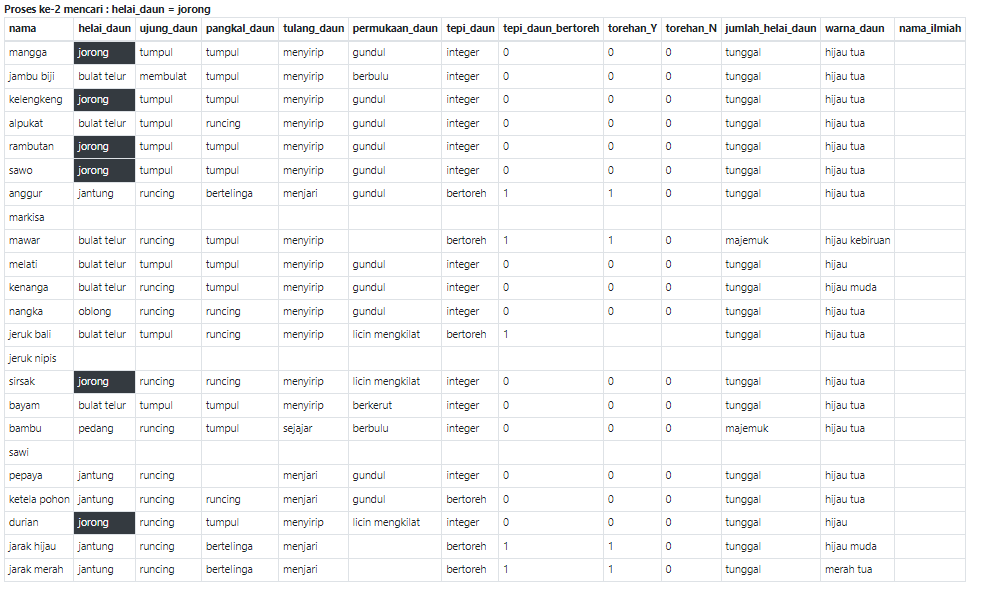 Proses ke-2 mencari : helai_daun = jorong
nama helai_daun ujung_daun pangkal_daun tulang_daun permukaan_daun tepi_daun tepi_daun_bertoreh torehan_Y torehan_N jumlah_helai_daun warna_daun nama_ilmiah
mangga jorong tumpul tumpul menyirip gundul integer 0 0 0 tunggal hijau tua
jambu biji bulat telur membulat tumpul menyirip berbulu integer 0 0 0 tunggal hijau tua
kelengkeng jorong tumpul tumpul menyirip gundul integer 0 0 0 tunggal hijau tua
alpukat bulat telur tumpul runcing menyirip gundul integer 0 0 0 tunggal hijau tua
rambutan jorong tumpul tumpul menyirip gundul integer 0 0 0 tunggal hijau tua
sawo jorong tumpul tumpul menyirip gundul integer 0 0 0 tunggal hijau tua
anggur jantung runcing bertelinga menjari gundul bertoreh 1 1 0 tunggal hijau tua
markisa
mawar bulat telur runcing tumpul menyirip bertoreh 1 1 0 majemuk hijau kebiruan
melati bulat telur tumpul tumpul menyirip gundul integer 0 0 0 tunggal hijau
kenanga bulat telur runcing tumpul menyirip gundul integer 0 0 0 tunggal hijau muda
nangka oblong runcing runcing menyirip gundul integer 0 0 0 tunggal hijau tua
jeruk bali bulat telur tumpul runcing menyirip licin mengkilat bertoreh 1 tunggal hijau tua
jeruk nipis
sirsak jorong runcing runcing menyirip licin mengkilat integer 0 0 0 tunggal hijau tua
bayam bulat telur tumpul tumpul menyirip berkerut integer 0 0 0 tunggal hijau tua
bambu pedang runcing tumpul sejajar berbulu integer 0 0 0 majemuk hijau tua
sawi
pepaya jantung runcing menjari gundul integer 0 0 0 tunggal hijau tua
ketela pohon jantung runcing runcing menjari gundul bertoreh 0 0 0 tunggal hijau tua
durian jorong runcing tumpul menyirip licin mengkilat integer 0 0 0 tunggal hijau
jarak hijau jantung runcing bertelinga menjari bertoreh 1 1 0 tunggal hijau muda
jarak merah jantung runcing bertelinga menjari bertoreh 1 1 0 tunggal merah tua